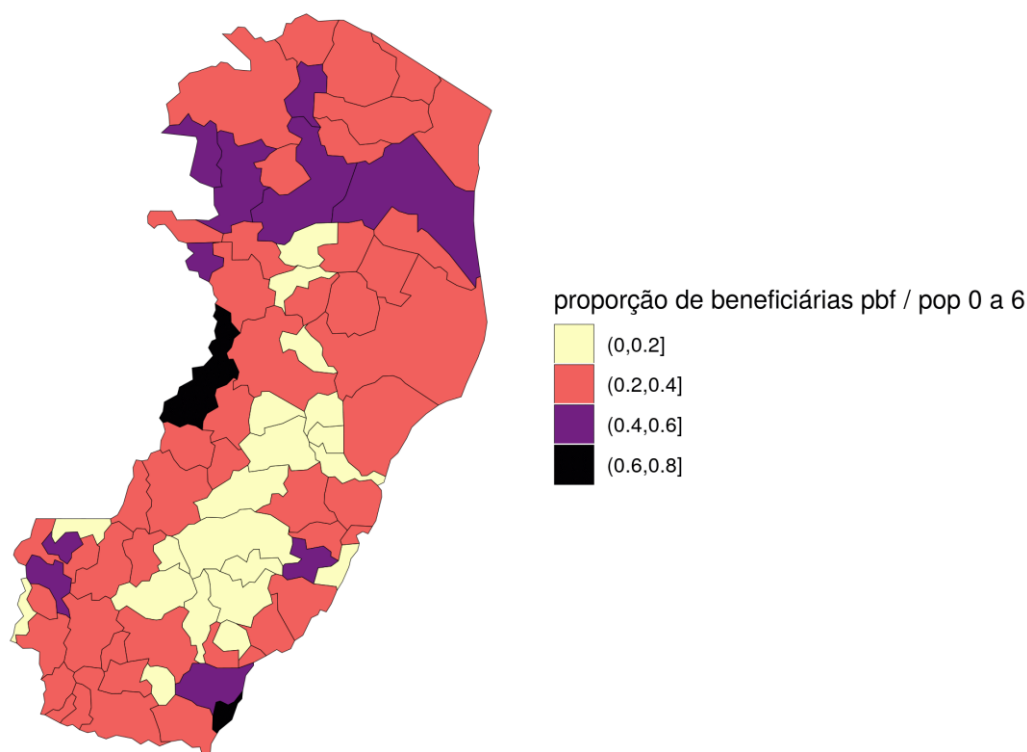 proporção de beneficiárias pbf / pop 0 a 6
(0,0.2]
(0.2,0.4]
(0.4,0.6]
(0.6,0.8]